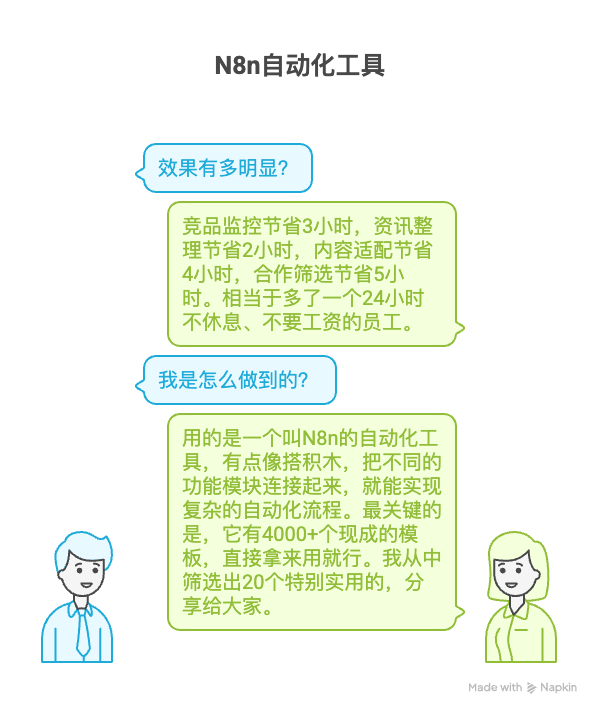 N8n自动化工具
效果有多明显?
竞品监控节省3小时，资讯整
理节省2小时，内容适配节省
4小时，合作筛选节省5小
时。相当于多了一个24小时
不休息、不要工资的员工。
我是怎么做到的?
用的是一个叫N8n的自动化工
具，有点像搭积木，把不同的
功能模块连接起来，就能实现
复杂的自动化流程。最关键的
是，它有4000+个现成的模
板，直接拿来用就行。我从中
筛选出20个特别实用的，分
享给大家。
Made with Napkin